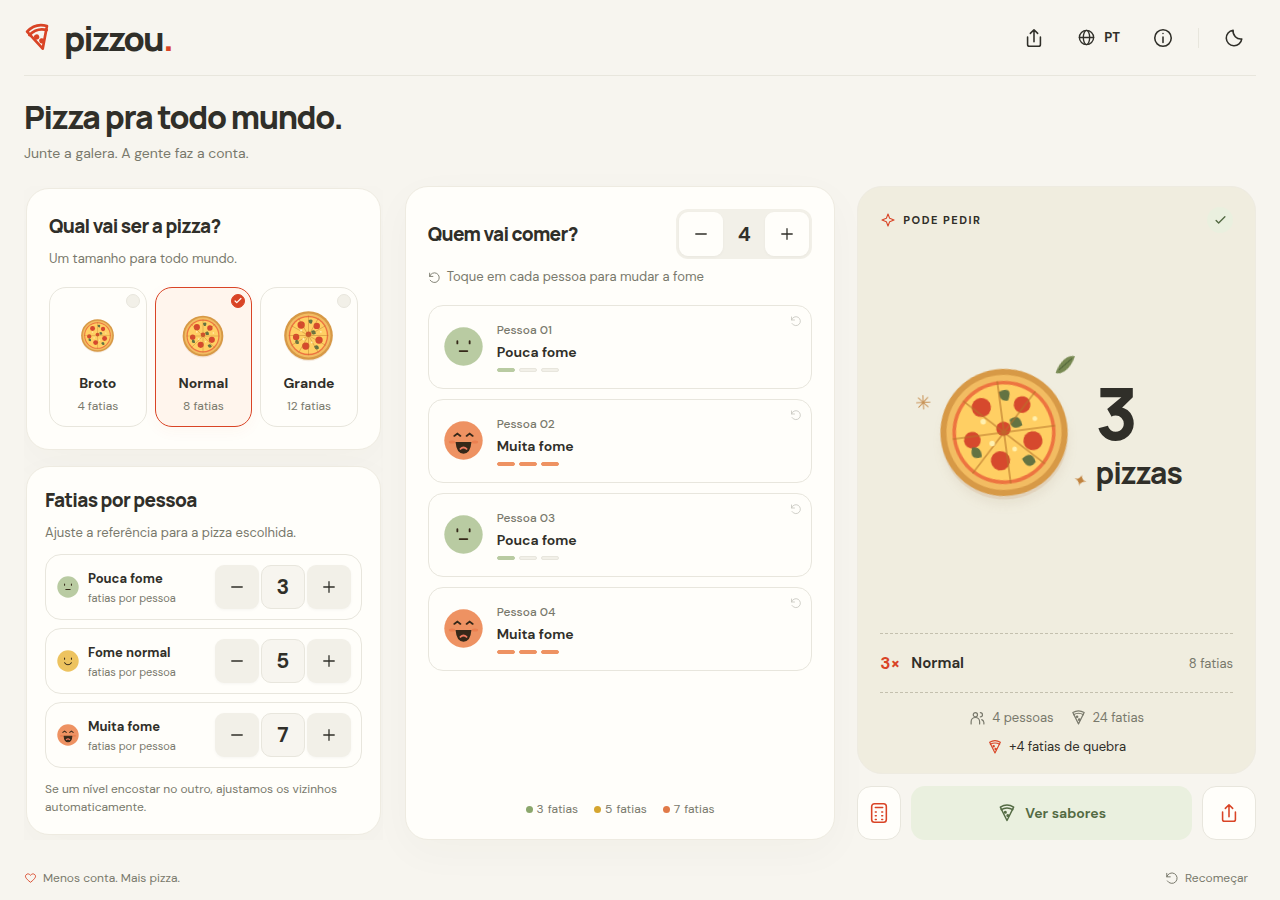 pizzou.
PT
Pizza pra todo mundo.
Junte a galera. A gente faz a conta.
Qual vai ser a pizza?
Um tamanho para todo mundo.
Broto
4 fatias
Normal
8 fatias
Grande
12 fatias
Fatias por pessoa
Ajuste a referência para a pizza escolhida.
Pouca fome
fatias por pessoa
3
Fome normal
fatias por pessoa
5
Muita fome
fatias por pessoa
7
Se um nível encostar no outro, ajustamos os vizinhos
automaticamente.
Quem vai comer?
4
Toque em cada pessoa para mudar a fome
Pessoa 01
Pouca fome
Pessoa 02
Muita fome
Pessoa 03
Pouca fome
Pessoa 04
Muita fome
3 fatias
5 fatias
7 fatias
PODE PEDIR
3
pizzas
3× Normal 8 fatias
4 pessoas 24 fatias
+4 fatias de quebra
Ver sabores
Menos conta. Mais pizza.
Recomeçar